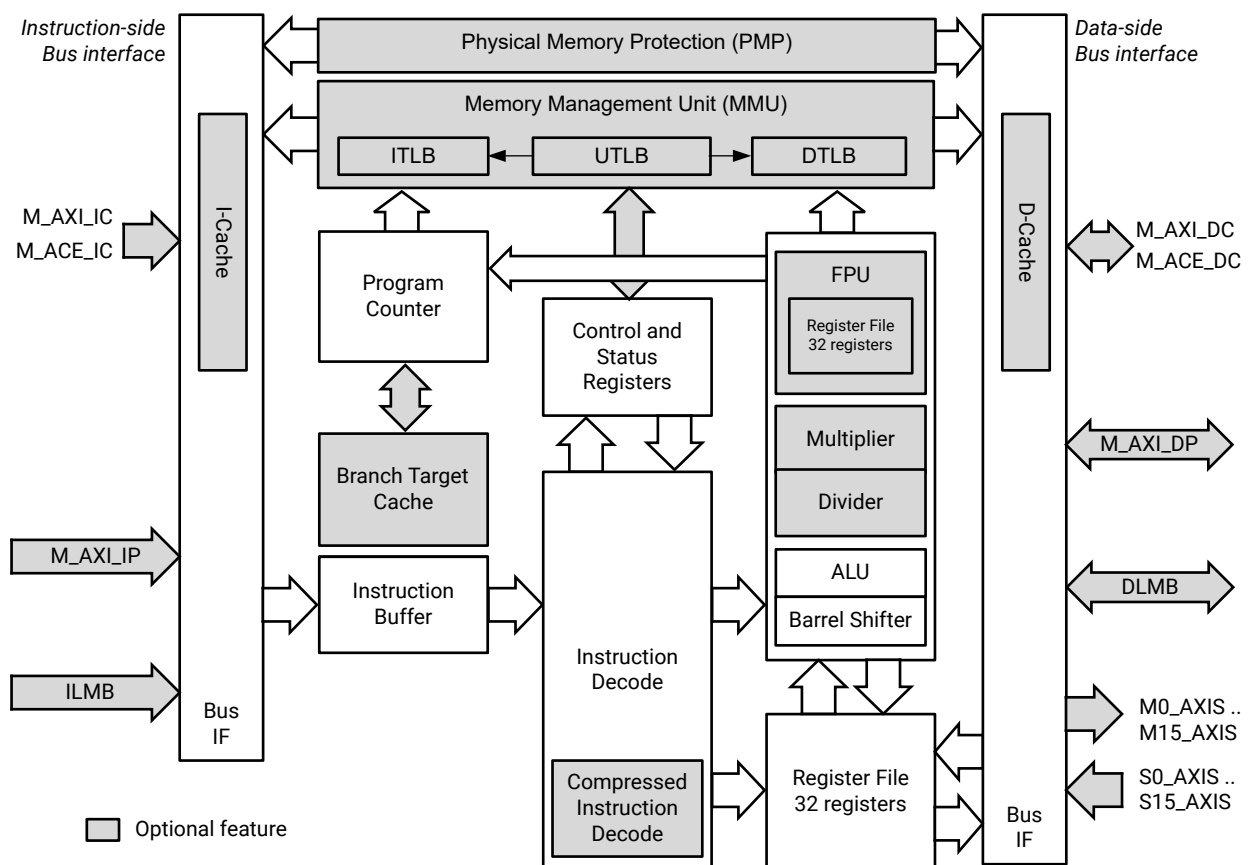 Instruction-side
Bus interface
Physical Memory Protection (PMP)
Data-side
Bus interface
Memory Management Unit (MMU)
ITLB
UTLB
DTLB
M_AXI_IC
M_ACE_IC
I-Cache
Program
Counter
Control and
Status
Registers
FPU
Register File
32 registers
D-Cache
M_AXI_DC
M_ACE_DC
Branch Target
Cache
Multiplier
Divider
M_AXI_DP
M_AXI_IP
Instruction
Buffer
ALU
Barrel Shifter
DLMB
ILMB
Bus
IF
Instruction
Decode
Compressed
Instruction
Decode
Register File
32 registers
M0_AXIS ..
M15_AXIS
S0_AXIS ..
S15_AXIS
Bus
IF
Optional feature